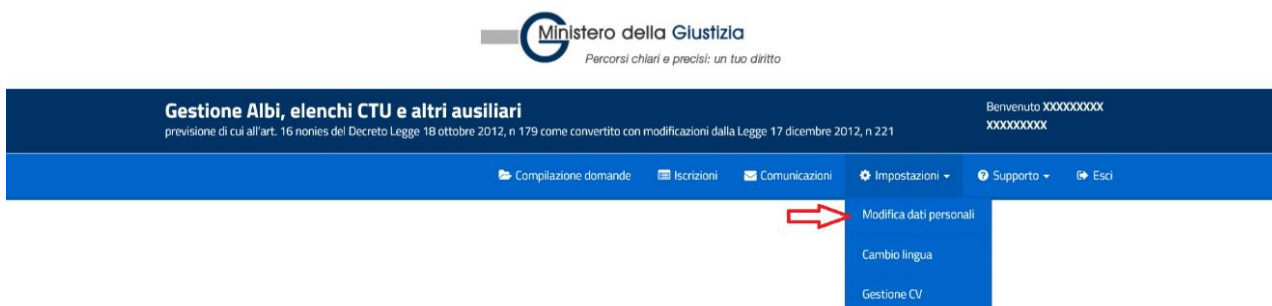 Ministero della Giustizia
Percorsi chiari e precisi: un tuo diritto
Gestione Albi, elenchi CTU e altri ausiliari
previsione di cui all'art. 16 nonies del Decreto Legge 18 ottobre 2012, n 179 come convertito con modificazioni dalla Legge 17 dicembre 2012, n 221
Benvenuto XXXXXXXXX
XXXXXXXXX
Compilazione domande Iscrizioni Comunicazioni Impostazioni Supporto Esci
Modifica dati personali
Cambio lingua
Gestione CV